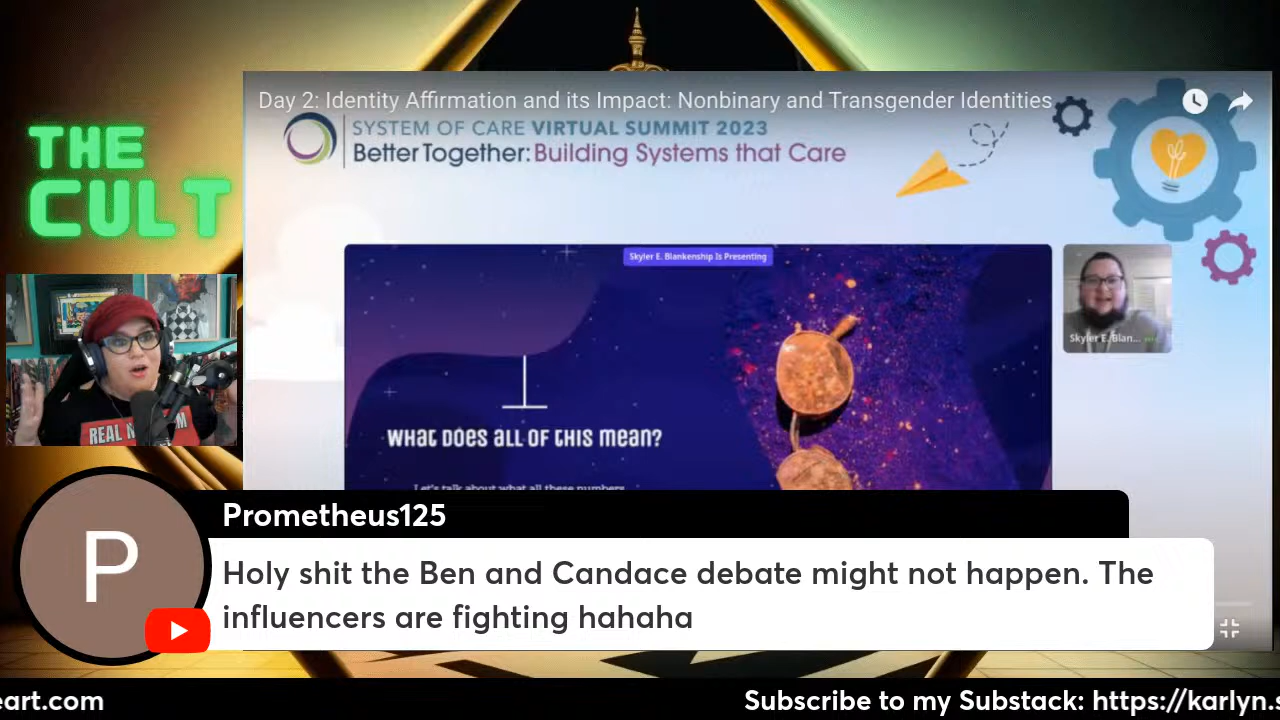 THE
CULT
Day 2: Identity Affirmation and its Impact: Nonbinary and Transgender Identities
SYSTEM OF CARE VIRTUAL SUMMIT 2023
Better Together: Building Systems that Care
Skyler E. Blankenship Is Presenting
Skyler E. Blan...
WHAT DOES ALL OF THIS MEAN?
Let's talk about what all these numbers
REAL
P
Prometheus125
Holy shit the Ben and Candace debate might not happen. The
influencers are fighting hahaha
eart.com
Subscribe to my Substack: https://karlyn.s